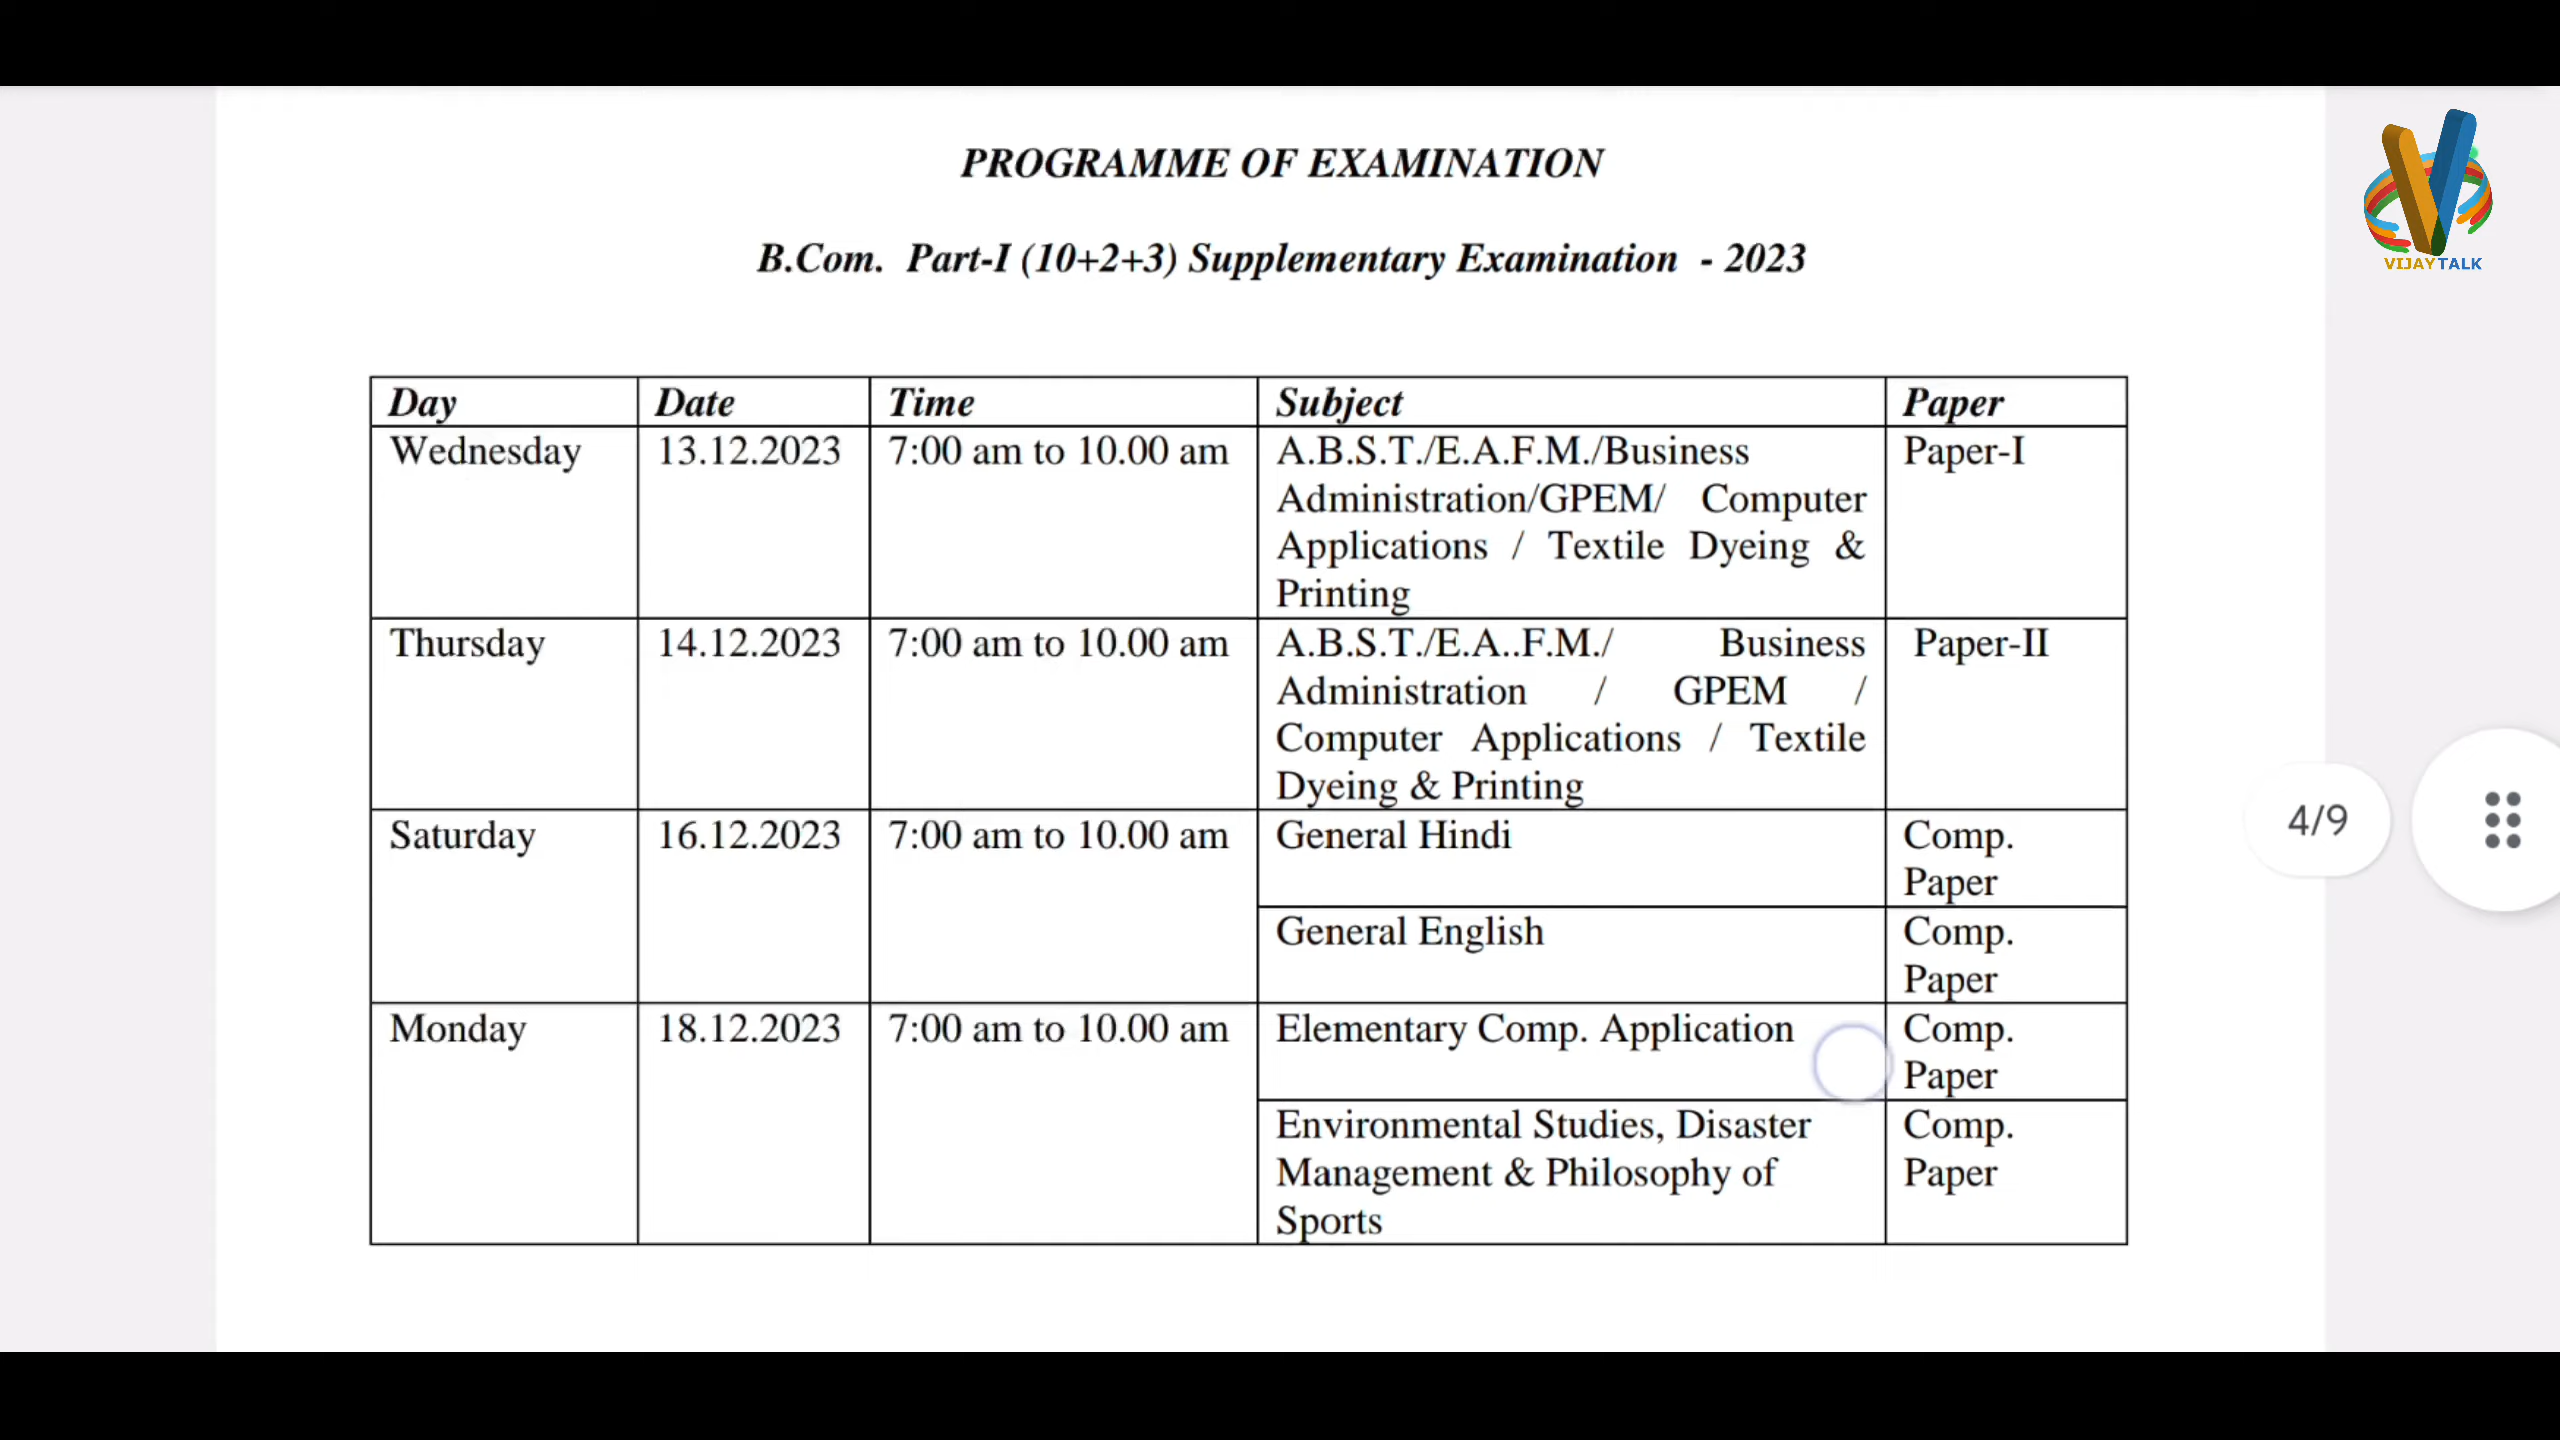 PROGRAMME OF EXAMINATION
VIJAYTALK
B.Com. Part-I (10+2+3) Supplementary Examination - 2023
Day Date Time Subject Paper
Wednesday 13.12.2023 7:00 am to 10.00 am A.B.S.T./E.A.F.M./Business Paper-I
Administration/GPEM/ Computer
Applications / Textile Dyeing &
Printing
Thursday 14.12.2023 7:00 am to 10.00 am A.B.S.T./E.A..F.M./ Business Paper-II
Administration / GPEM /
Computer Applications / Textile
Dyeing & Printing
4/9
Saturday 16.12.2023 7:00 am to 10.00 am General Hindi Comp.
Paper
General English Comp.
Paper
Monday 18.12.2023 7:00 am to 10.00 am Elementary Comp. Application Comp.
Paper
Environmental Studies, Disaster Comp.
Management & Philosophy of Paper
Sports